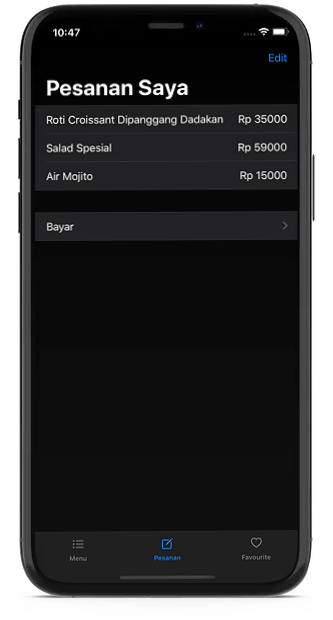 10:47
Edit
Pesanan Saya
Roti Croissant Dipanggang Dadakan Rp 35000
Salad Spesial Rp 59000
Air Mojito Rp 15000
Bayar
Menu Pesanan Favourite